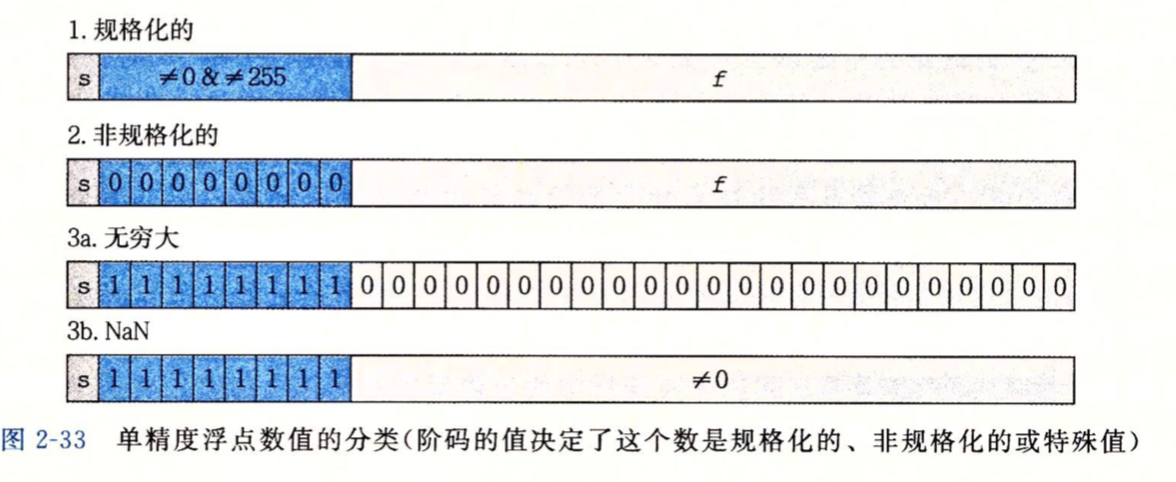 1. 规格化的
s ≠0 & ≠255 f
2. 非规格化的
s 0 0 0 0 0 0 0 0 f
3a. 无穷大
s 1 1 1 1 1 1 1 1 0 0 0 0 0 0 0 0 0 0 0 0 0 0 0 0 0 0 0 0 0 0 0
3b. NaN
s 1 1 1 1 1 1 1 1 ≠0
图 2-33 单精度浮点数值的分类(阶码的值决定了这个数是规格化的、非规格化的或特殊值)